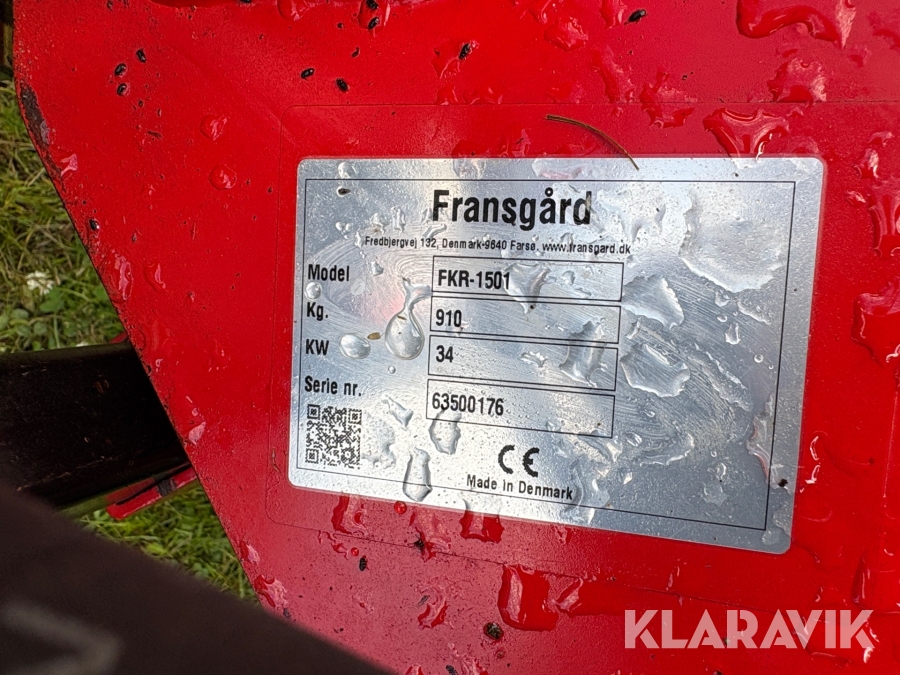 Fransgård
Fredbjergvej 132, Denmark-9640 Farsø. www.fransgard.dk
Model FKR-1501
Kg. 910
KW 34
Serie nr. 63500176
CE
Made in Denmark
KLARAVIK